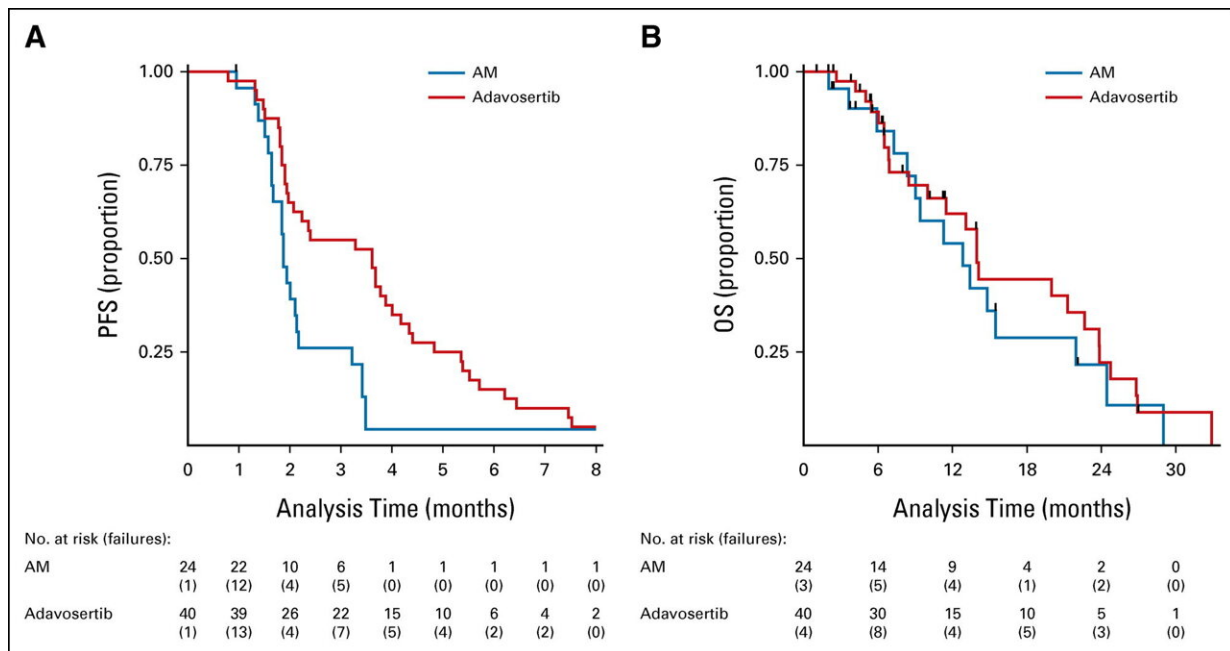 A
AM
Adavosertib
1.00
0.75
0.50
0.25
PFS (proportion)
0 1 2 3 4 5 6 7 8
Analysis Time (months)
No. at risk (failures):
AM 24 22 10 6 1 1 1 1 1
(1) (12) (4) (5) (0) (0) (0) (0) (0)
Adavosertib 40 39 26 22 15 10 6 4 2
(1) (13) (4) (7) (5) (4) (2) (2) (0)
B
AM
Adavosertib
1.00
0.75
0.50
0.25
OS (proportion)
0 6 12 18 24 30
Analysis Time (months)
No. at risk (failures):
AM 24 14 9 4 2 0
(3) (5) (4) (1) (2) (0)
Adavosertib 40 30 15 10 5 1
(4) (8) (4) (5) (3) (0)